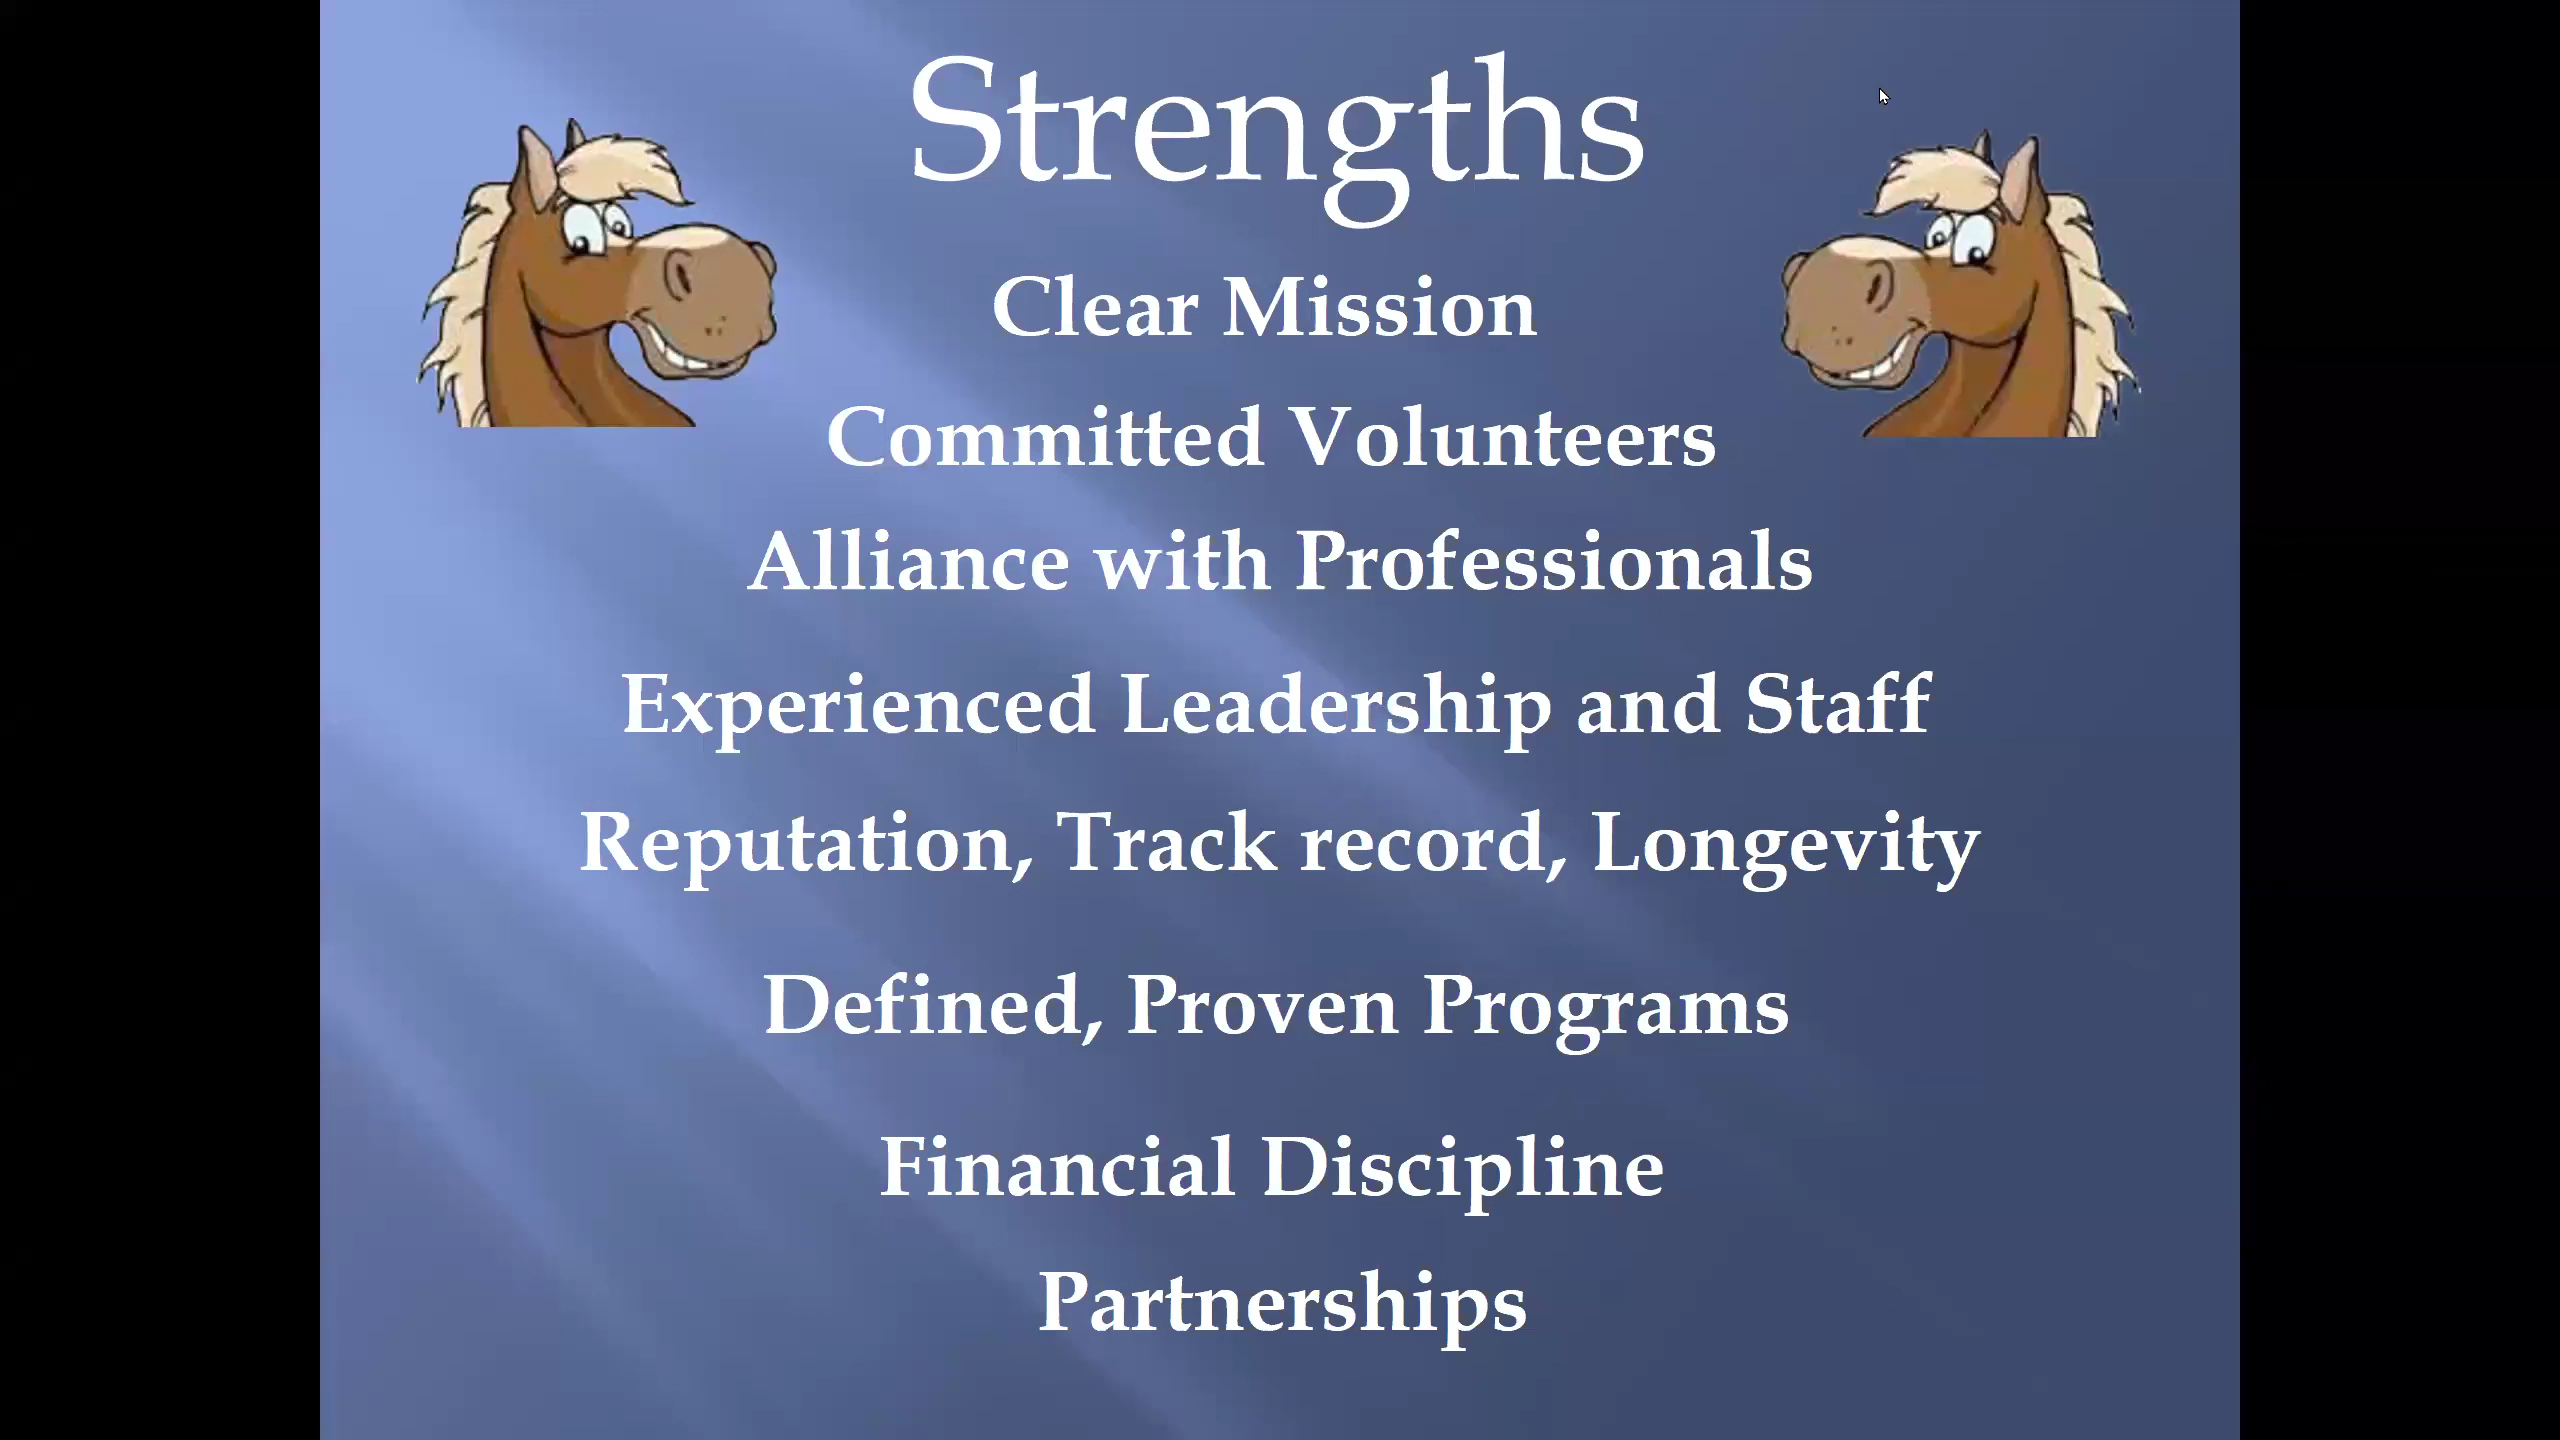 Strengths
Clear Mission
Committed Volunteers
Alliance with Professionals
Experienced Leadership and Staff
Reputation, Track record, Longevity
Defined, Proven Programs
Financial Discipline
Partnerships